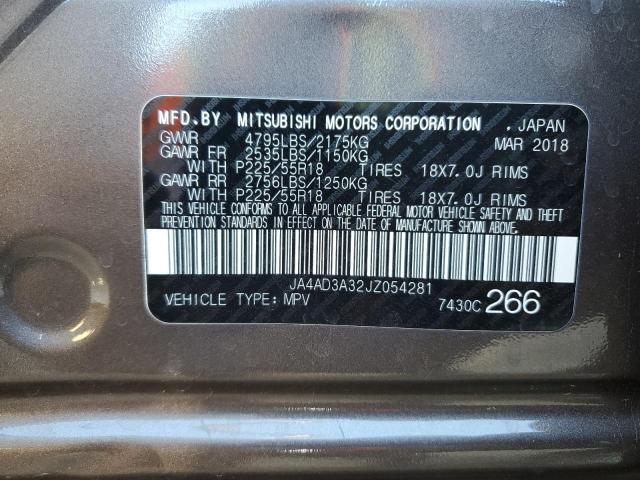 MFD.BY MITSUBISHI MOTORS CORPORATION . JAPAN
GVWR 4795LBS/2175KG MAR 2018
GAWR FR 2535LBS/1150KG
WITH P225/55R18 TIRES 18X7.0J RIMS
GAWR RR 2756LBS/1250KG
WITH P225/55R18 TIRES 18X7.0J RIMS
THIS VEHICLE CONFORMS TO ALL APPLICABLE FEDERAL MOTOR VEHICLE SAFETY AND THEFT
PREVENTION STANDARDS IN EFFECT ON THE DATE OF MANUFACTURE SHOWN ABOVE.
JA4AD3A32JZ054281
VEHICLE TYPE: MPV 7430C 266